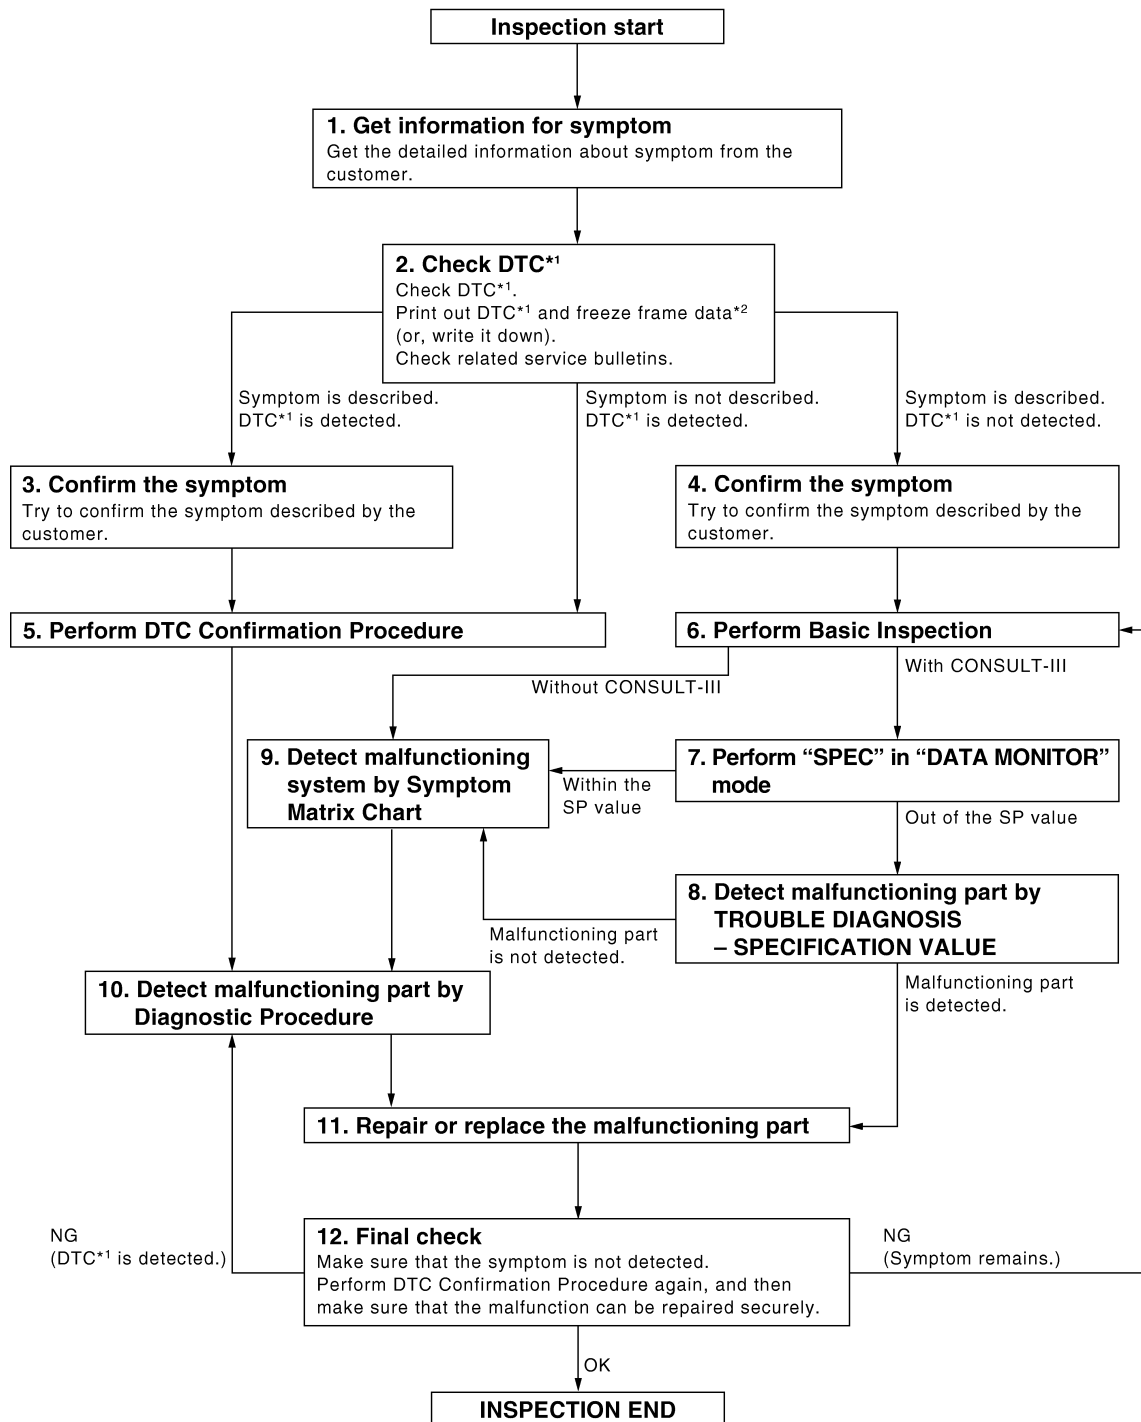 Inspection start
1. Get information for symptom
Get the detailed information about symptom from the
customer.
2. Check DTC*1
Check DTC*1.
Print out DTC*1 and freeze frame data*2
(or, write it down).
Check related service bulletins.
Symptom is described.
DTC*1 is detected.
Symptom is not described.
DTC*1 is detected.
Symptom is described.
DTC*1 is not detected.
3. Confirm the symptom
Try to confirm the symptom described by the
customer.
4. Confirm the symptom
Try to confirm the symptom described by the
customer.
5. Perform DTC Confirmation Procedure
6. Perform Basic Inspection
Without CONSULT-III
With CONSULT-III
9. Detect malfunctioning
system by Symptom
Matrix Chart
Within the
SP value
7. Perform “SPEC” in “DATA MONITOR”
mode
Out of the SP value
8. Detect malfunctioning part by
TROUBLE DIAGNOSIS
– SPECIFICATION VALUE
Malfunctioning part
is not detected.
Malfunctioning part
is detected.
10. Detect malfunctioning part by
Diagnostic Procedure
11. Repair or replace the malfunctioning part
NG
(DTC*1 is detected.)
12. Final check
Make sure that the symptom is not detected.
Perform DTC Confirmation Procedure again, and then
make sure that the malfunction can be repaired securely.
NG
(Symptom remains.)
OK
INSPECTION END